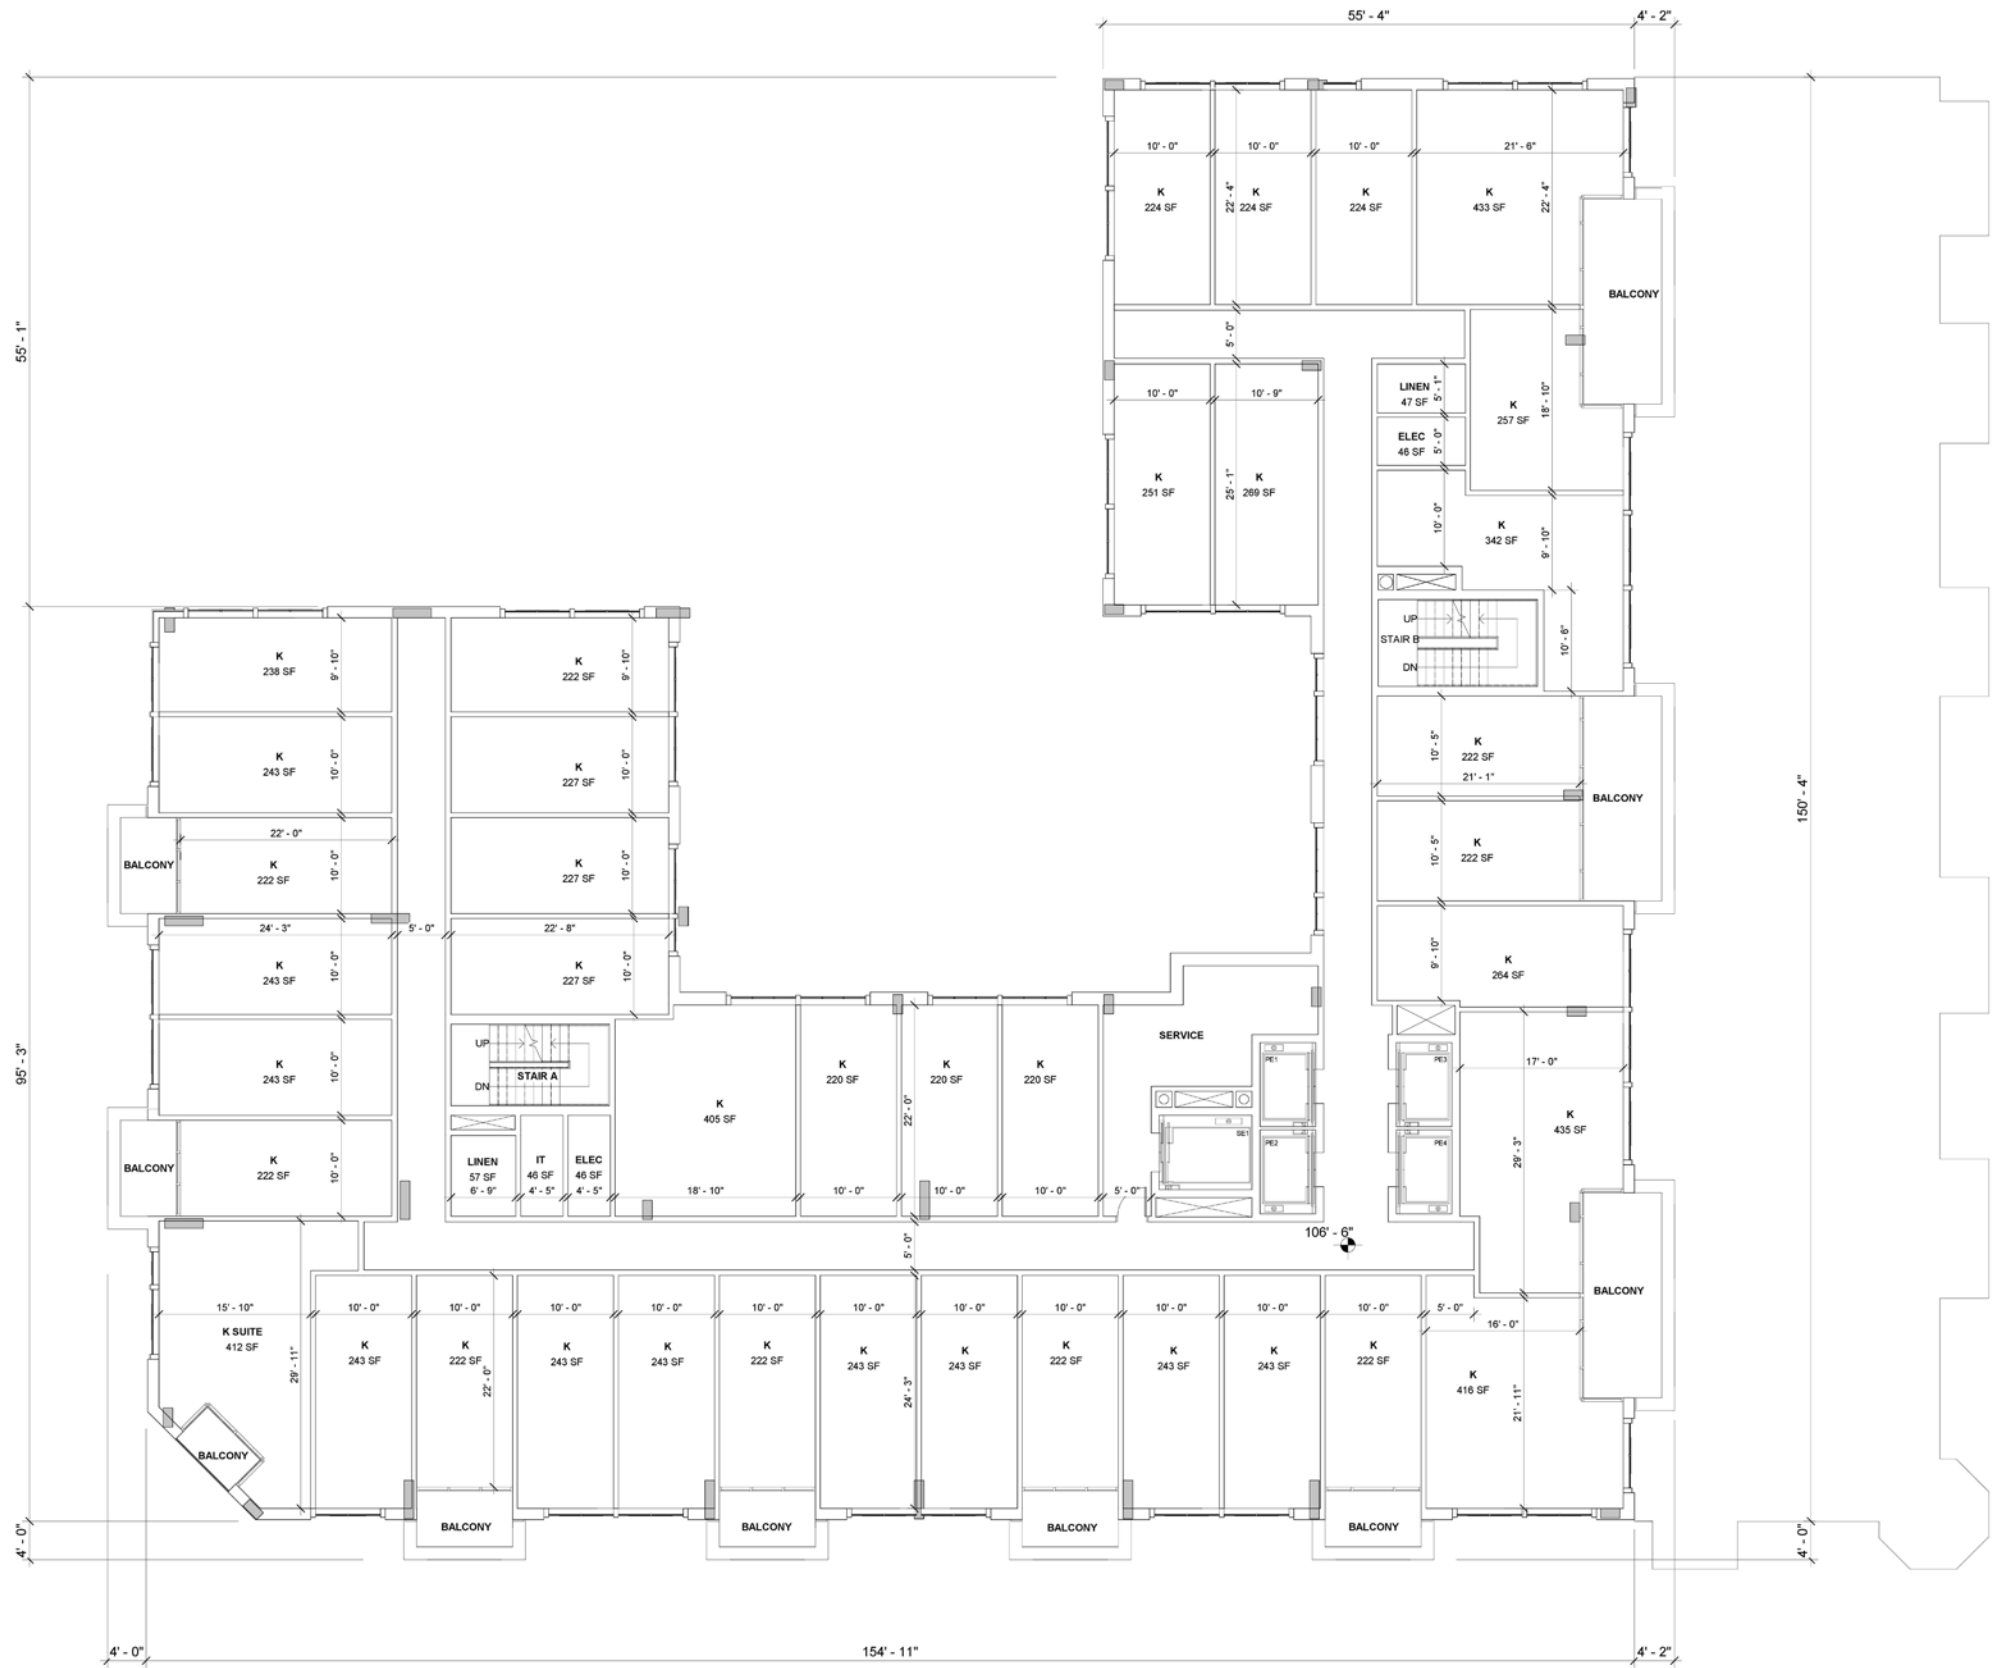 55' - 4"
4' - 2"
10' - 0"
10' - 0"
10' - 0"
21' - 6"
K
224 SF
22' - 4"
K
224 SF
K
224 SF
K
433 SF
22' - 4"
BALCONY
55' - 1"
5' - 0"
10' - 0"
10' - 9"
K
251 SF
25' - 1"
K
269 SF
LINEN
47 SF
5' - 1"
ELEC
46 SF
5' - 0"
K
257 SF
18' - 10"
10' - 0"
K
342 SF
9' - 10"
UP
STAIR B
DN
10' - 6"
K
238 SF
9' - 10"
K
222 SF
9' - 10"
K
243 SF
10' - 0"
K
227 SF
10' - 0"
10' - 5"
K
222 SF
21' - 1"
BALCONY
150' - 4"
22' - 0"
BALCONY
K
222 SF
10' - 0"
K
227 SF
10' - 0"
10' - 5"
K
222 SF
24' - 3"
5' - 0"
22' - 8"
K
243 SF
10' - 0"
K
227 SF
10' - 0"
9' - 10"
K
264 SF
95' - 3"
K
243 SF
10' - 0"
UP
STAIR A
DN
K
405 SF
K
220 SF
22' - 0"
K
220 SF
K
220 SF
SERVICE
PE1
PE3
17' - 0"
K
435 SF
29' - 3"
SE1
PE2
PE4
BALCONY
K
222 SF
10' - 0"
LINEN
57 SF
6' - 9"
IT
46 SF
4' - 5"
ELEC
46 SF
4' - 5"
18' - 10"
10' - 0"
10' - 0"
10' - 0"
5' - 0"
5' - 0"
106' - 6"
BALCONY
15' - 10"
10' - 0"
10' - 0"
10' - 0"
10' - 0"
10' - 0"
10' - 0"
10' - 0"
10' - 0"
10' - 0"
10' - 0"
10' - 0"
5' - 0"
16' - 0"
K SUITE
412 SF
29' - 11"
K
243 SF
K
222 SF
22' - 0"
K
243 SF
K
243 SF
K
222 SF
K
243 SF
24' - 3"
K
243 SF
K
222 SF
K
243 SF
K
243 SF
K
222 SF
K
416 SF
21' - 11"
BALCONY
BALCONY
BALCONY
BALCONY
BALCONY
4' - 0"
4' - 0"
4' - 0"
154' - 11"
4' - 2"